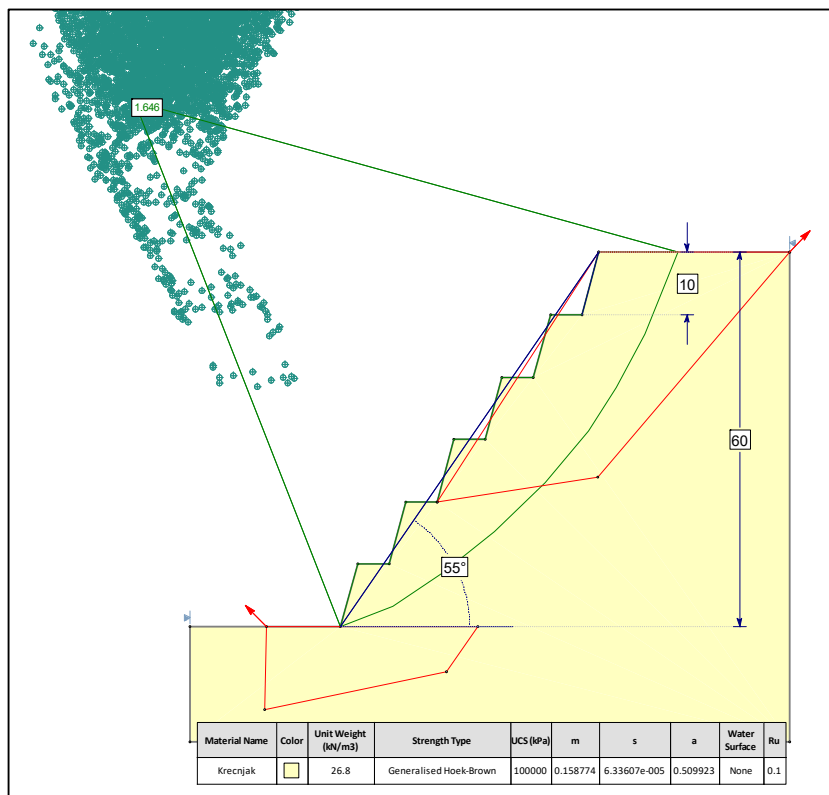 1.646
10
60
55°
Material Name Color Unit Weight (kN/m3) Strength Type UCS (kPa) m s a Water Surface Ru
Krecnjak 26.8 Generalised Hoek-Brown 100000 0.158774 6.33607e-005 0.509923 None 0.1